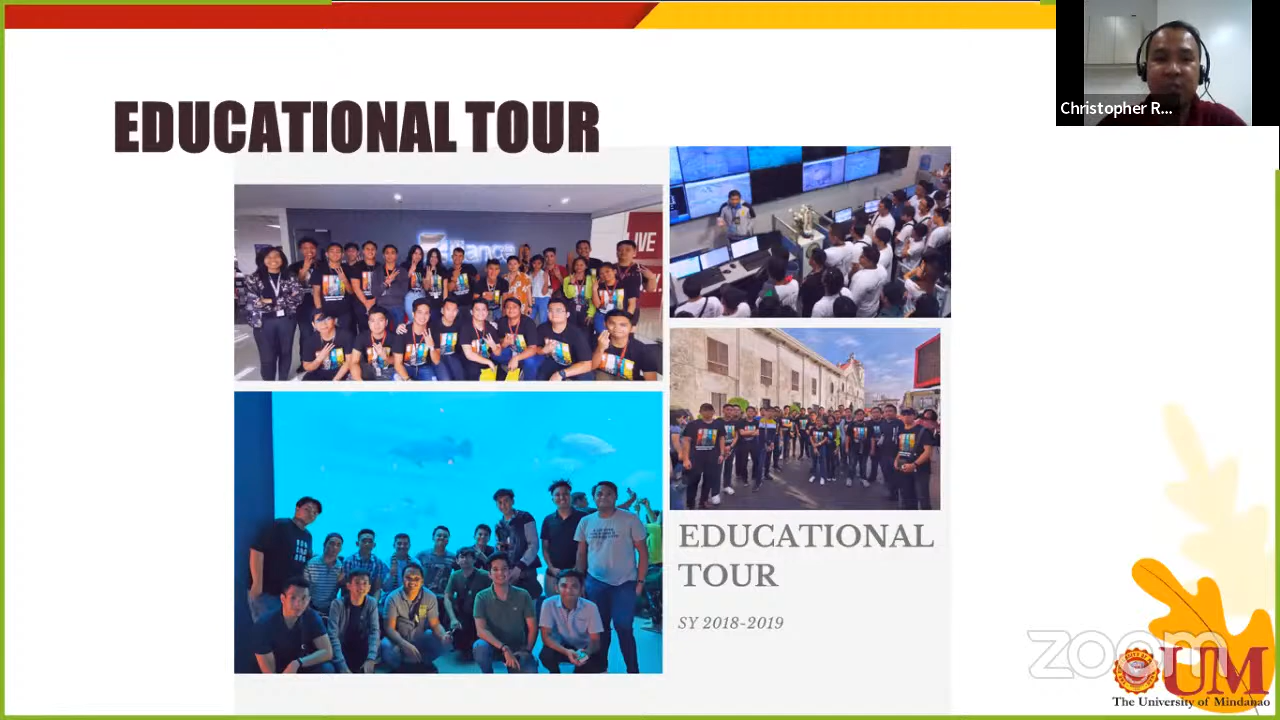 EDUCATIONAL TOUR
Christopher R...
LIVE
EDUCATIONAL
TOUR
SY 2018-2019
zoom
UM
The University of Mindanao